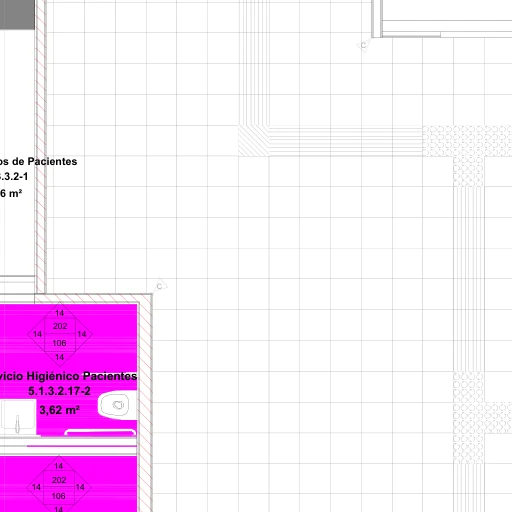 C
os de Pacientes
.3.2-1
6 m²
C
14
202
14 14
106
14
vicio Higiénico Pacientes
5.1.3.2.17-2
3,62 m²
14
202
14 14
106
14